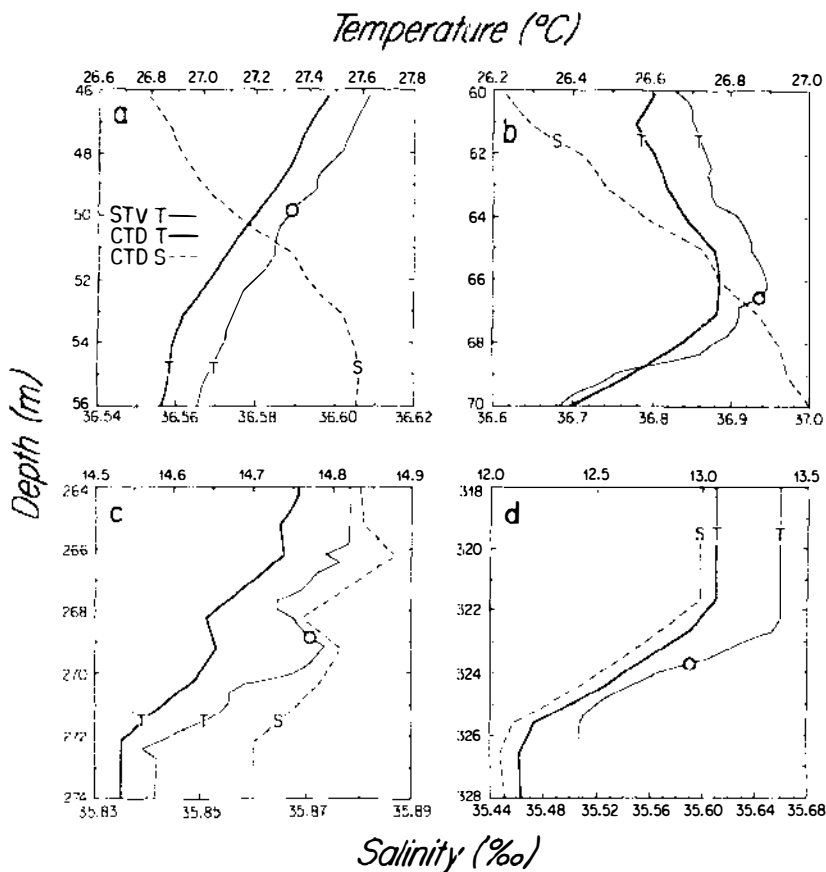 Temperature (°C)
26.6 26.8 27.0 27.2 27.4 27.6 27.8
26.2 26.4 26.6 26.8 27.0
46
48
50
52
54
56
a
STV T
CTD T
CTD S
T
T
S
36.54 36.56 36.58 36.60 36.62
60
62
64
66
68
70
b
S
T
T
36.6 36.7 36.8 36.9 37.0
Depth (m)
14.5 14.6 14.7 14.8 14.9
12.0 12.5 13.0 13.5
264
266
268
270
272
274
c
T
T
S
35.83 35.85 35.87 35.89
318
320
322
324
326
328
d
S
T
T
35.44 35.52 35.56 35.60 35.64 35.68
Salinity (‰)